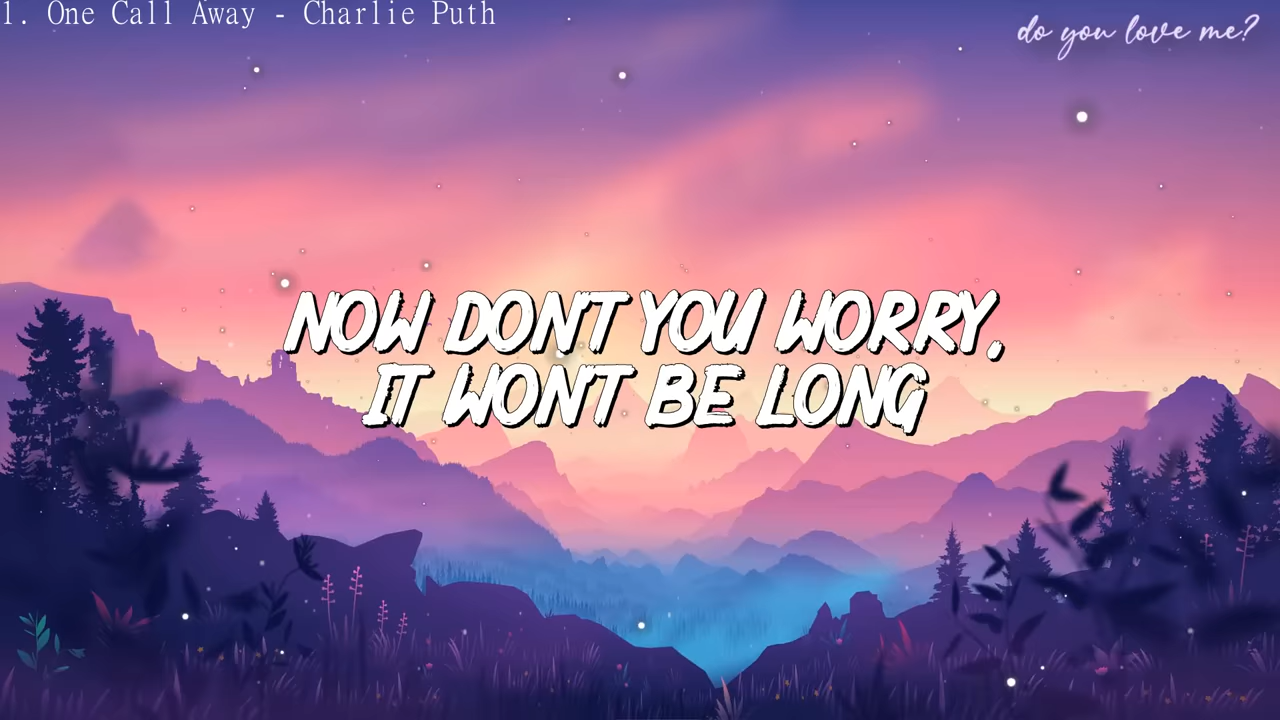 1. One Call Away - Charlie Puth
do you love me?
NOW DONT YOU WORRY,
IT WONT BE LONG